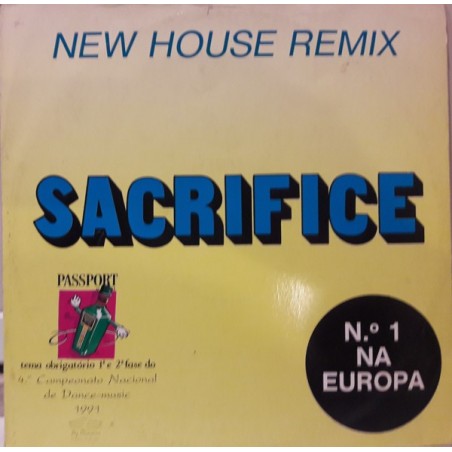 NEW HOUSE REMIX
SACRIFICE
PASSPORT
tema obrigatório 1ª e 2ª fase do
4.º Campeonato Nacional
de Dance-music
1991
N.º 1
NA
EUROPA